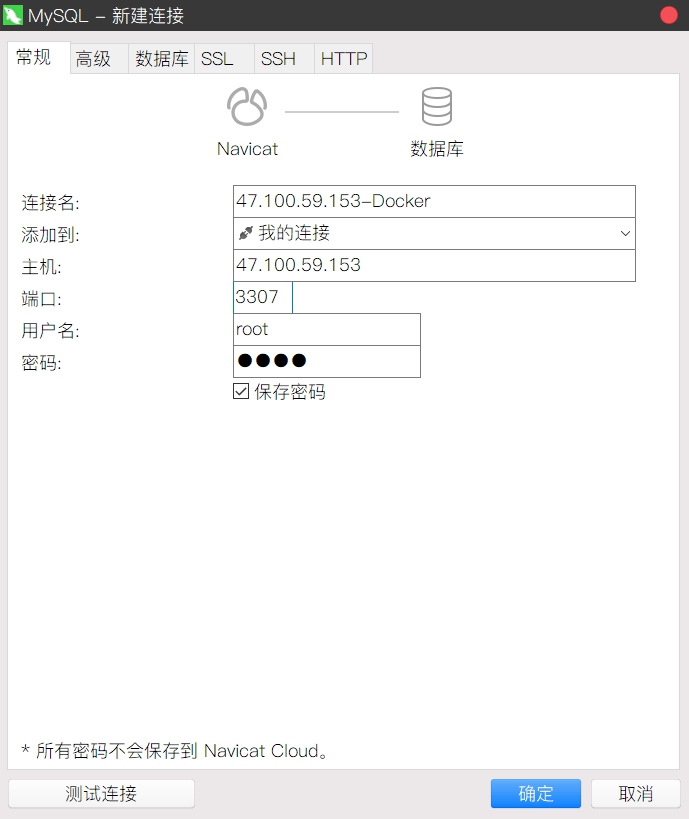 MySQL - 新建连接
常规 高级 数据库 SSL SSH HTTP
Navicat 数据库
连接名: 47.100.59.153-Docker
添加到: 我的连接
主机: 47.100.59.153
端口: 3307
用户名: root
密码: ●●●●
保存密码
* 所有密码不会保存到 Navicat Cloud。
测试连接 确定 取消